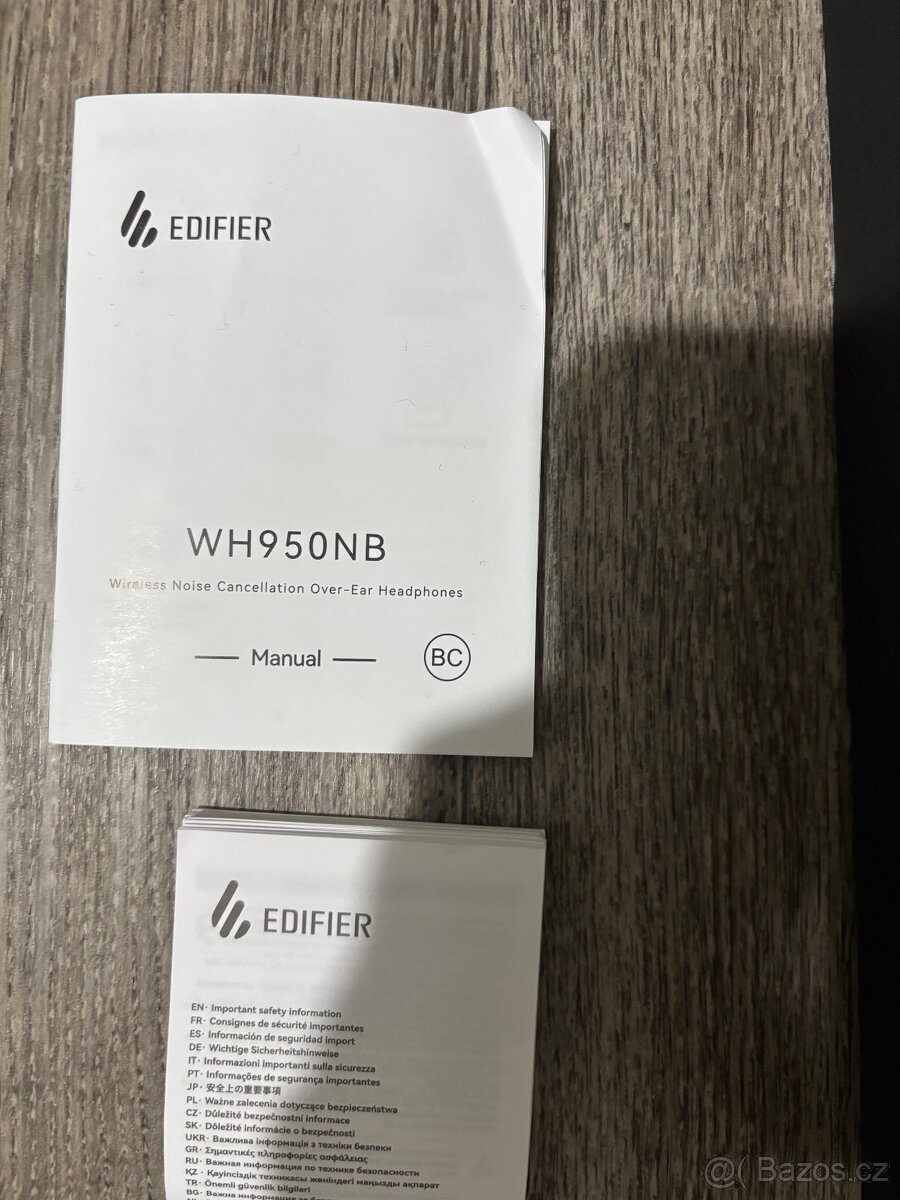 EDIFIER
WH950NB
Wireless Noise Cancellation Over-Ear Headphones
Manual
BC
EDIFIER
EN· Important safety information
FR· Consignes de sécurité importantes
ES· Información de seguridad import
DE· Wichtige Sicherheitshinweise
IT· Informazioni importanti sulla sicurezza
PT· Informações de segurança importantes
JP· 安全上の重要事項
PL· Ważne zalecenia dotyczące bezpieczeństwa
CZ· Důležité bezpečnostní informace
SK· Dôležité informácie o bezpečnosti
UKR· Важлива інформація з техніки безпеки
GR· Σημαντικές πληροφορίες ασφάλειας
RU· Важная информация по технике безопасности
KZ· Қауіпсіздік техникасы жөніндегі маңызды ақпарат
TR· Önemli güvenlik bilgileri
BG· Важна информация за
@( Bazos.cz